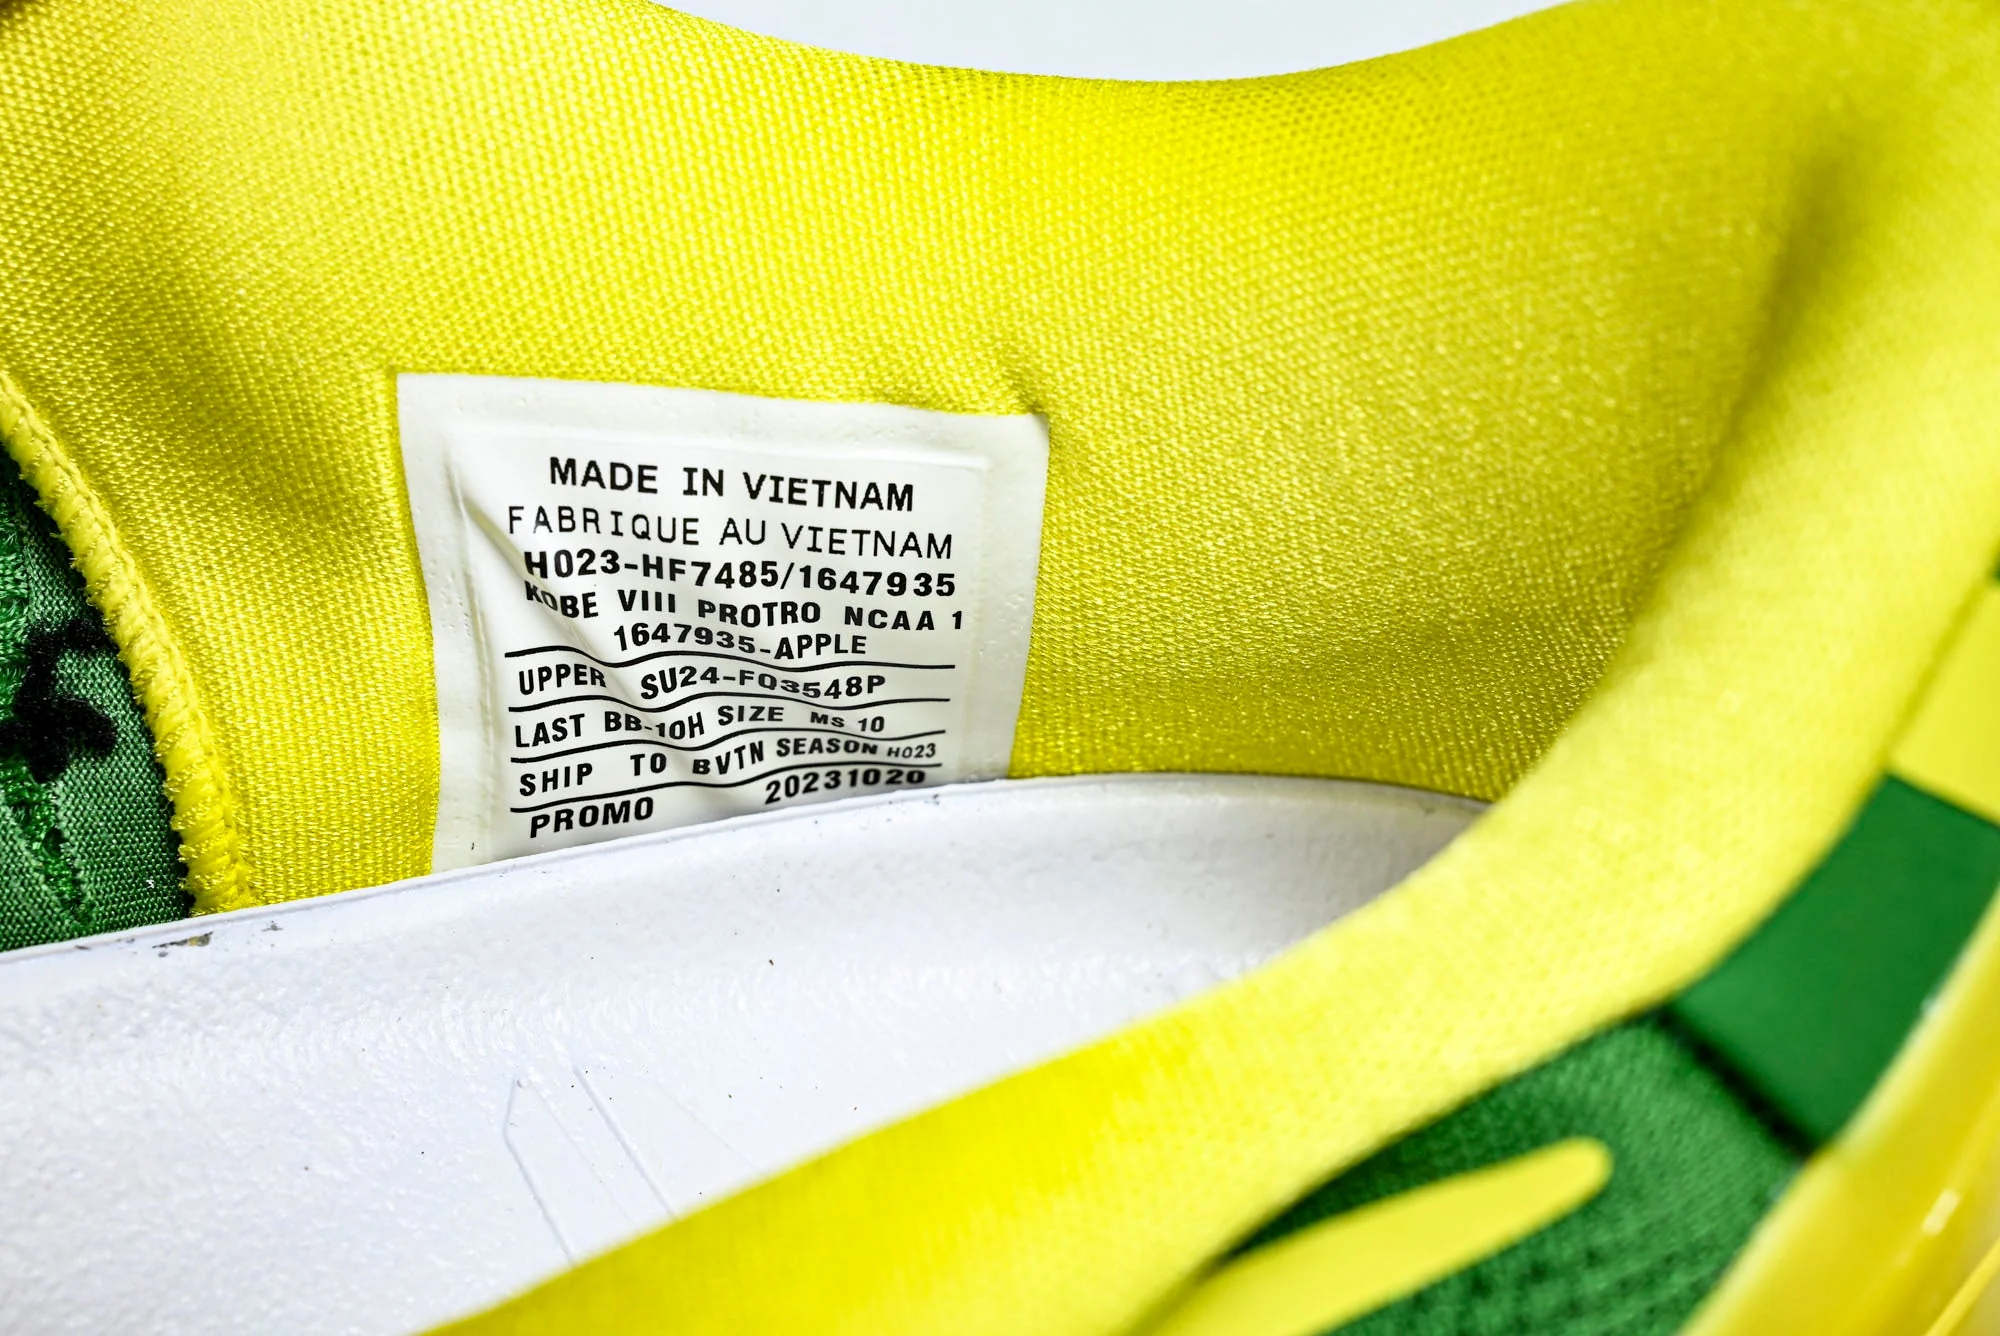 MADE IN VIETNAM
FABRIQUE AU VIETNAM
H023-HF7485/1647935
KOBE VIII PROTRO NCAA 1
1647935-APPLE
UPPER SU24-FQ3548P
LAST BB-10H SIZE MS 10
SHIP TO BVTN SEASON HO23
PROMO 20231020